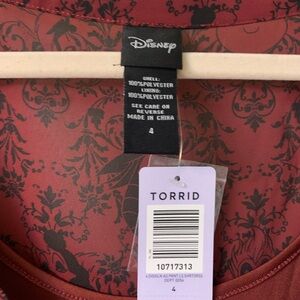 Disney
SHELL:
100%POLYESTER
LINING:
100%POLYESTER
SEE CARE ON
REVERSE
MADE IN CHINA
4
TORRID
10717313
4